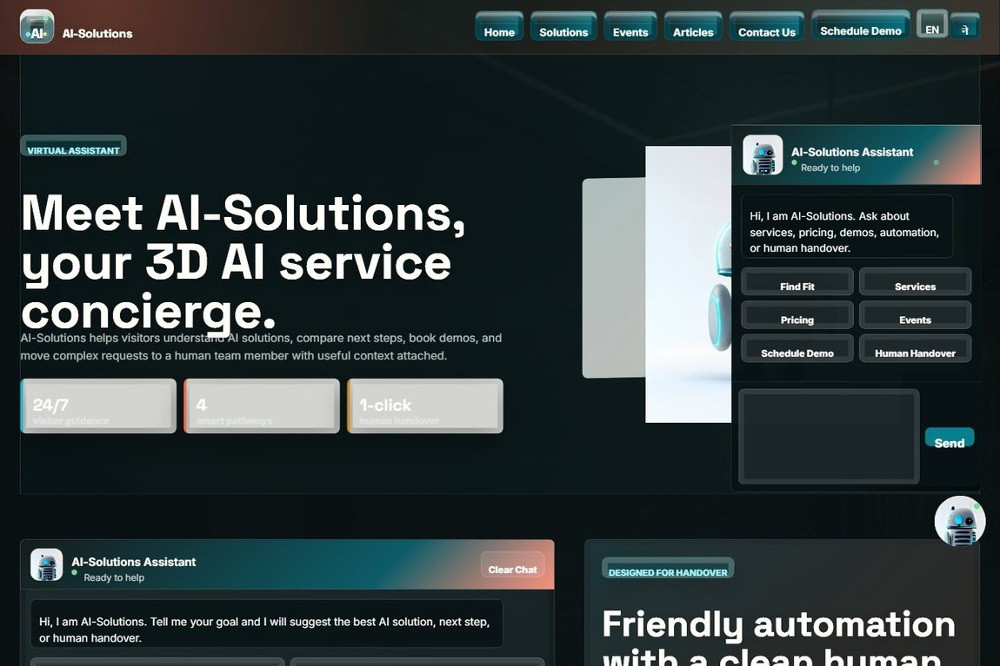 AI
AI-Solutions
Home
Solutions
Events
Articles
Contact Us
Schedule Demo
EN
ने
VIRTUAL ASSISTANT
Meet AI-Solutions,
your 3D AI service
concierge.
AI-Solutions helps visitors understand AI solutions, compare next steps, book demos, and
move complex requests to a human team member with useful context attached.
24/7
visitor guidance
4
smart pathways
1-click
human handover
AI-Solutions Assistant
Ready to help
Hi, I am AI-Solutions. Ask about
services, pricing, demos, automation,
or human handover.
Find Fit
Services
Pricing
Events
Schedule Demo
Human Handover
Send
AI-Solutions Assistant
Ready to help
Clear Chat
Hi, I am AI-Solutions. Tell me your goal and I will suggest the best AI solution, next step,
or human handover.
DESIGNED FOR HANDOVER
Friendly automation
with a clean human